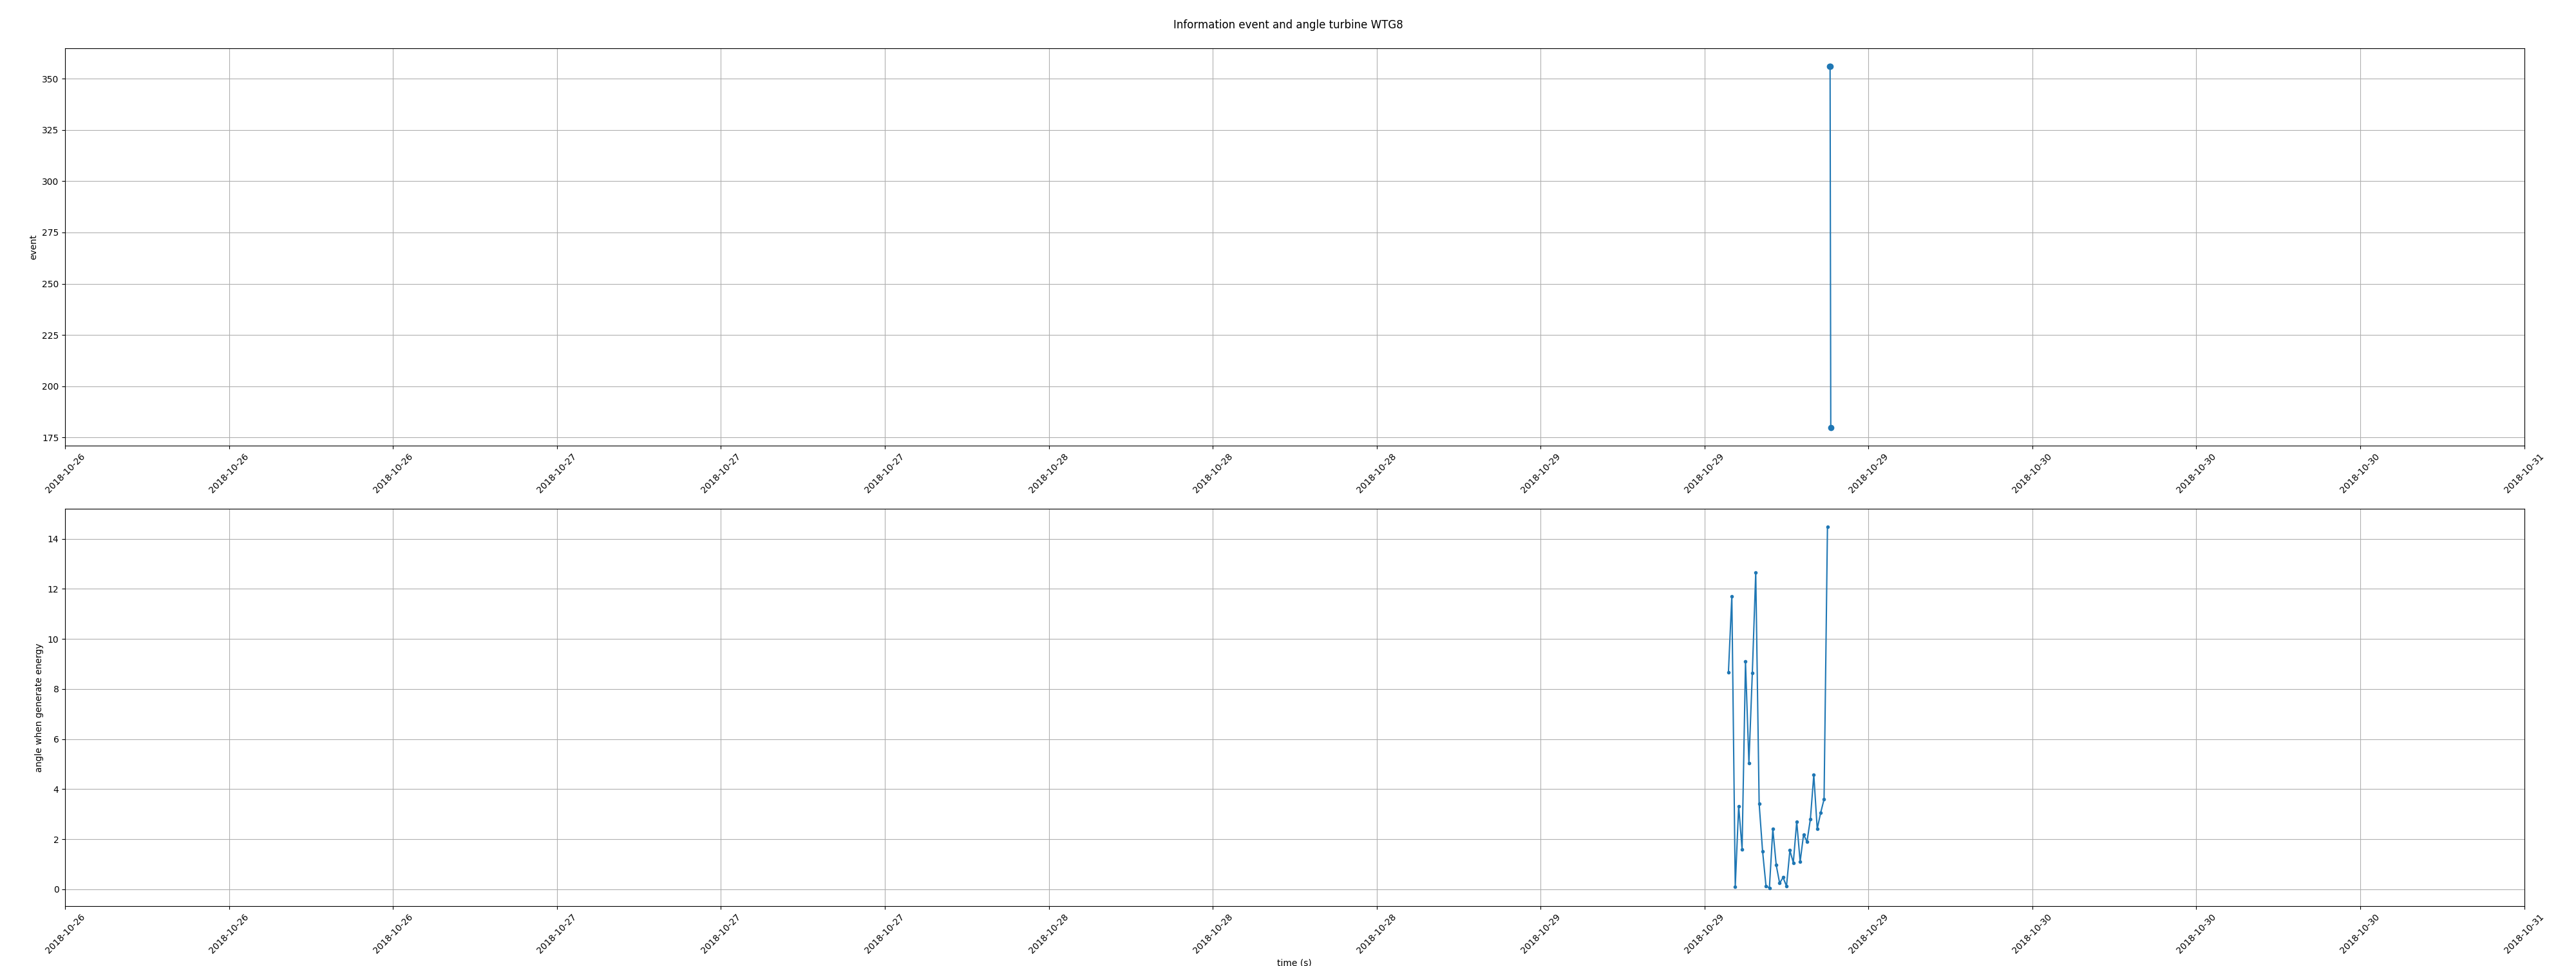 Information event and angle turbine WTG8
350
325
300
275
250
225
200
175
event
2018-10-26 2018-10-26 2018-10-26 2018-10-27 2018-10-27 2018-10-27 2018-10-28 2018-10-28 2018-10-28 2018-10-29 2018-10-29 2018-10-29 2018-10-30 2018-10-30 2018-10-30 2018-10-31
14
12
10
8
6
4
2
0
angle when generate energy
2018-10-26 2018-10-26 2018-10-26 2018-10-27 2018-10-27 2018-10-27 2018-10-28 2018-10-28 2018-10-28 2018-10-29 2018-10-29 2018-10-29 2018-10-30 2018-10-30 2018-10-30 2018-10-31
time (s)